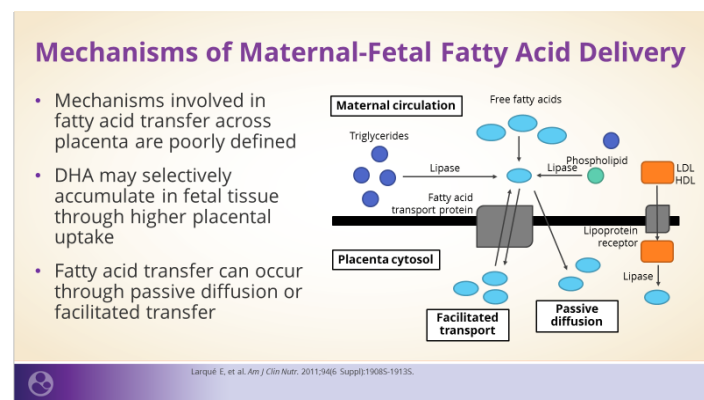 Mechanisms of Maternal-Fetal Fatty Acid Delivery
• Mechanisms involved in
fatty acid transfer across
placenta are poorly defined
• DHA may selectively
accumulate in fetal tissue
through higher placental
uptake
• Fatty acid transfer can occur
through passive diffusion or
facilitated transfer
Maternal circulation
Free fatty acids
Triglycerides
Lipase
Lipase
Phospholipid
LDL
HDL
Fatty acid
transport protein
Lipoprotein
receptor
Placenta cytosol
Lipase
Facilitated
transport
Passive
diffusion
Larqué E, et al. Am J Clin Nutr. 2011;94(6 Suppl):1908S-1913S.